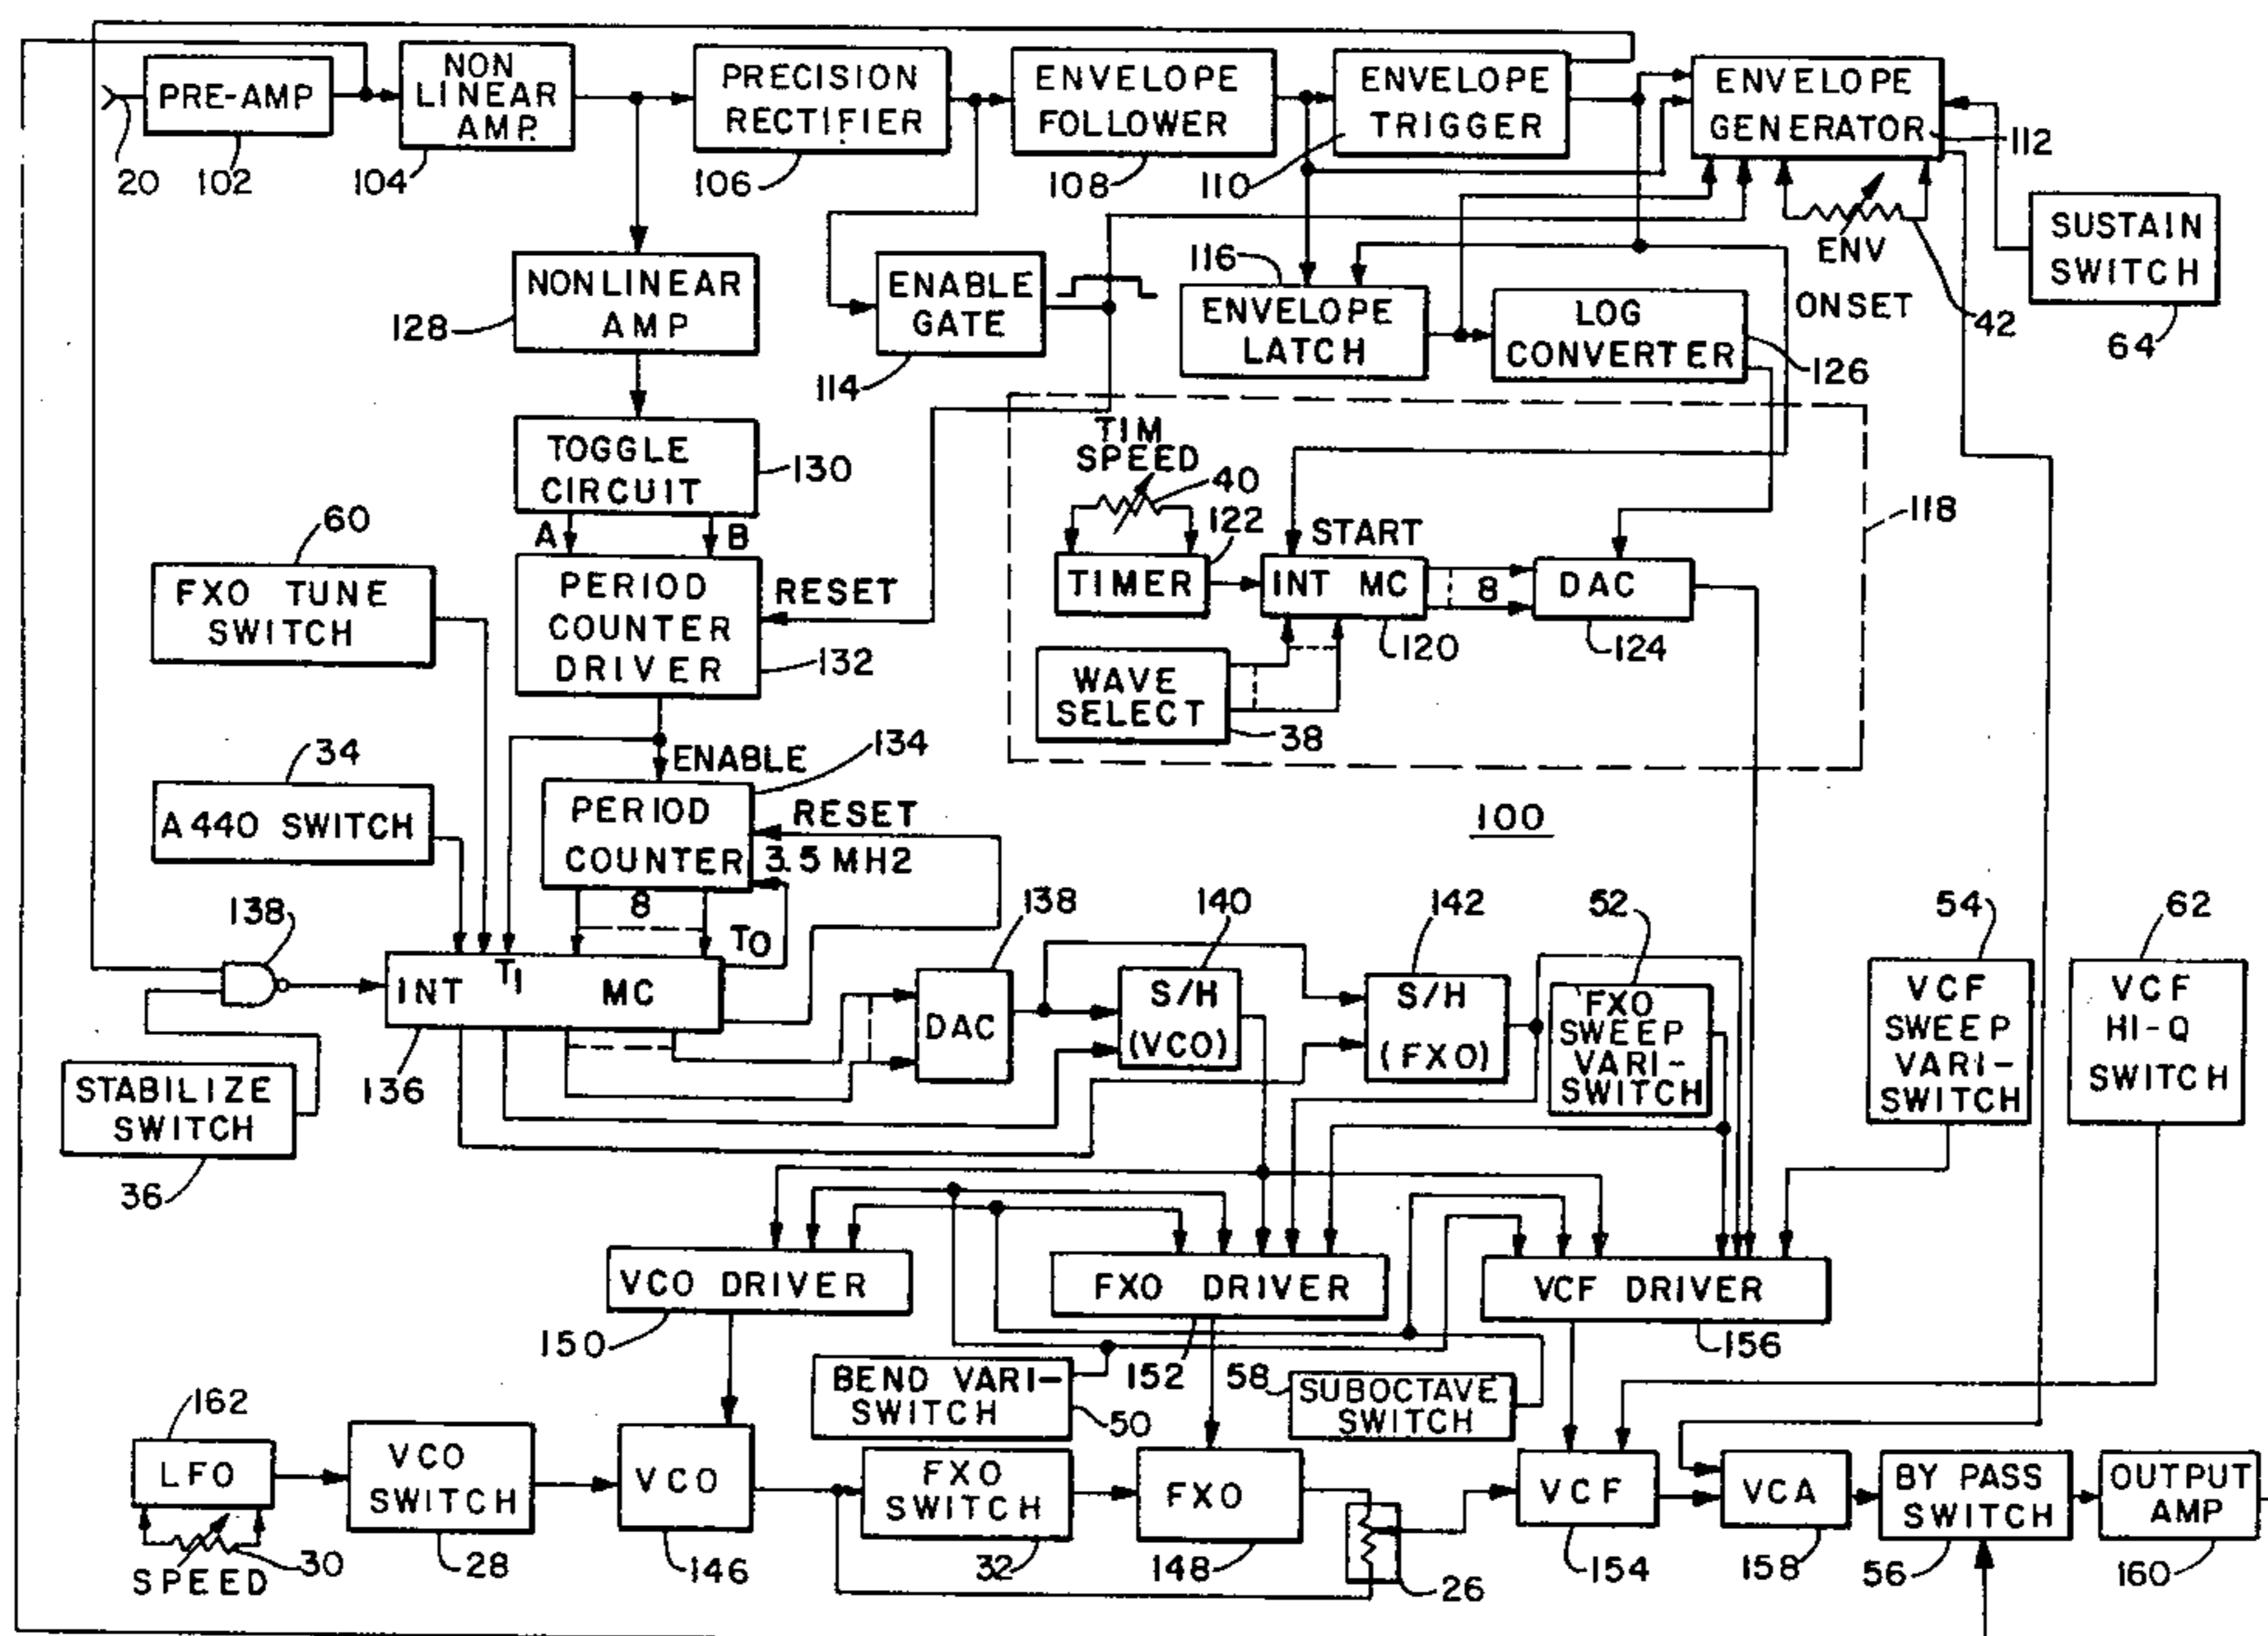 PRE-AMP
NON
LINEAR
AMP.
PRECISION
RECTIFIER
ENVELOPE
FOLLOWER
ENVELOPE
TRIGGER
ENVELOPE
GENERATOR
112
20
102
104
106
108
110
SUSTAIN
SWITCH
64
ENV
ONSET
42
NONLINEAR
AMP
128
ENABLE
GATE
114
116
ENVELOPE
LATCH
LOG
CONVERTER
126
TOGGLE
CIRCUIT
130
A
B
TIM
SPEED
40
122
START
118
60
FXO TUNE
SWITCH
PERIOD
COUNTER
DRIVER
RESET
132
TIMER
INT MC
8
DAC
120
124
WAVE
SELECT
38
34
A440 SWITCH
ENABLE
134
PERIOD
COUNTER
RESET
3.5 MH2
100
8
TO
138
INT
T1
MC
136
STABILIZE
SWITCH
36
138
DAC
140
S/H
(VCO)
142
S/H
(FXO)
52
FXO
SWEEP
VARI-
SWITCH
54
VCF
SWEEP
VARI-
SWITCH
62
VCF
HI-Q
SWITCH
VCO DRIVER
150
FXO DRIVER
152
VCF DRIVER
156
BEND VARI-
SWITCH
50
58
SUBOCTAVE
SWITCH
162
LFO
SPEED
30
VCO
SWITCH
28
VCO
146
FXO
SWITCH
32
FXO
148
26
VCF
154
VCA
158
BY PASS
SWITCH
56
OUTPUT
AMP
160